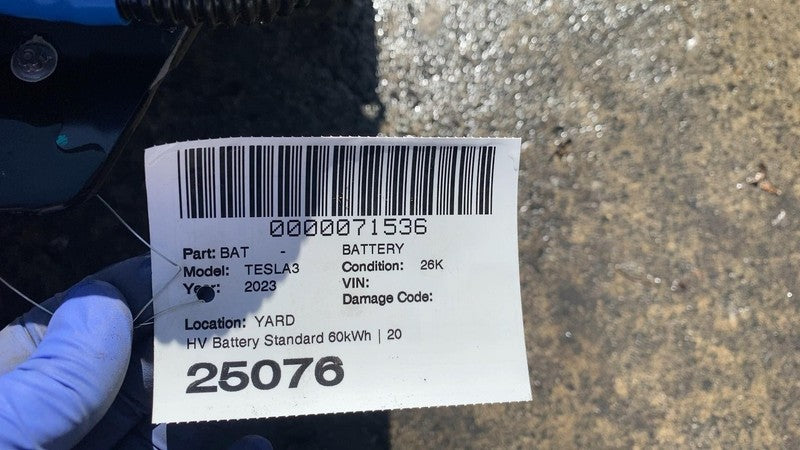 0000071536
Part: BAT - BATTERY
Model: TESLA3 Condition: 26K
Year: 2023 VIN:
Damage Code:
Location: YARD
HV Battery Standard 60kWh | 20
25076